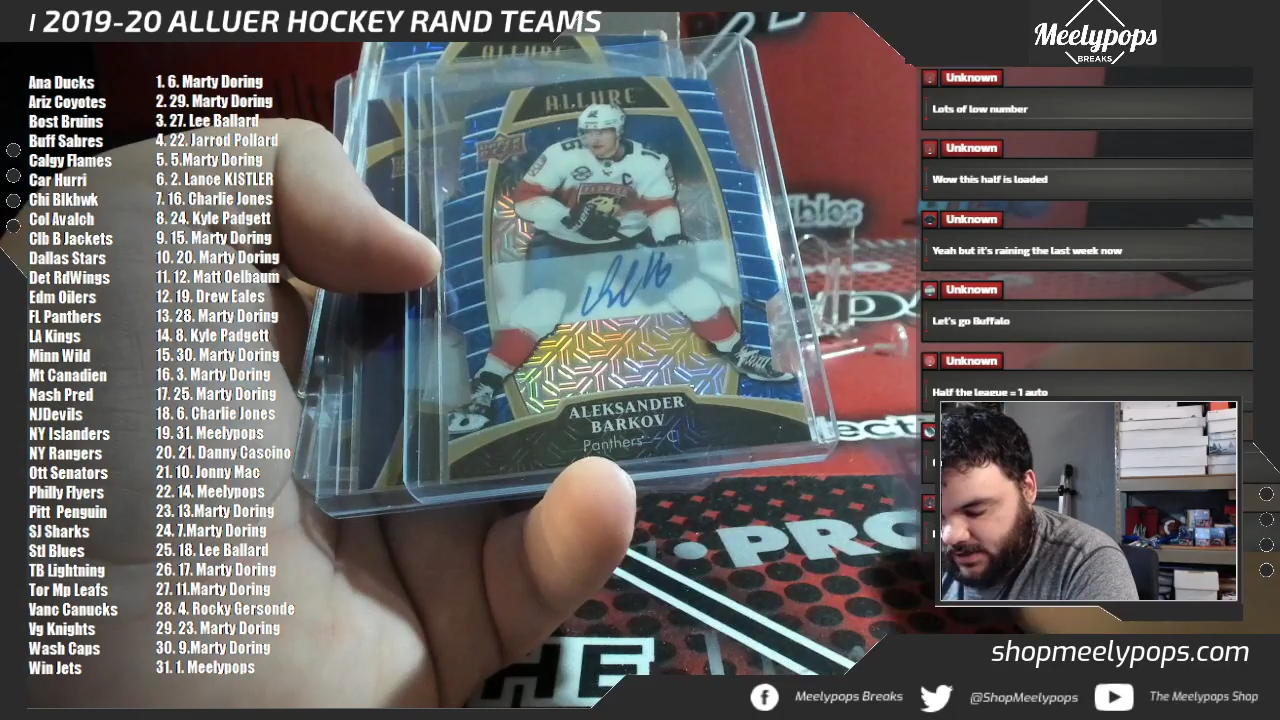 2019-20 ALLUER HOCKEY RAND TEAMS
Meelypops
BREAKS
Ana Ducks 1. 6. Marty Doring
Ariz Coyotes 2. 29. Marty Doring
Bost Bruins 3. 27. Lee Ballard
Buff Sabres 4. 22. Jarrod Pollard
Calgy Flames 5. 5.Marty Doring
Car Hurri 6. 2. Lance KISTLER
Chi Blkhwk 7. 16. Charlie Jones
Col Avalch 8. 24. Kyle Padgett
Clb B Jackets 9. 15. Marty Doring
Dallas Stars 10. 20. Marty Doring
Det RdWings 11. 12. Matt Oelbaum
Edm Oilers 12. 19. Drew Eales
FL Panthers 13. 28. Marty Doring
LA Kings 14. 8. Kyle Padgett
Minn Wild 15. 30. Marty Doring
Mt Canadien 16. 3. Marty Doring
Nash Pred 17. 25. Marty Doring
NJDevils 18. 6. Charlie Jones
NY Islanders 19. 31. Meelypops
NY Rangers 20. 21. Danny Cascino
Ott Senators 21. 10. Jonny Mac
Philly Flyers 22. 14. Meelypops
Pitt Penguin 23. 13.Marty Doring
SJ Sharks 24. 7.Marty Doring
Stl Blues 25. 18. Lee Ballard
TB Lightning 26. 17. Marty Doring
Tor Mp Leafs 27. 11.Marty Doring
Vanc Canucks 28. 4. Rocky Gersonde
Vg Knights 29. 23. Marty Doring
Wash Caps 30. 9.Marty Doring
Win Jets 31. 1. Meelypops
ALLURE
ALLURE
ALEKSANDER
BARKOV
Panthers - C
PRO
THE
Unknown
Lots of low number
Unknown
Wow this half is loaded
Unknown
Yeah but it's raining the last week now
Unknown
Let's go Buffalo
Unknown
Half the league = 1 auto
shopmeelypops.com
Meelypops Breaks
@ShopMeelypops
The Meelypops Shop